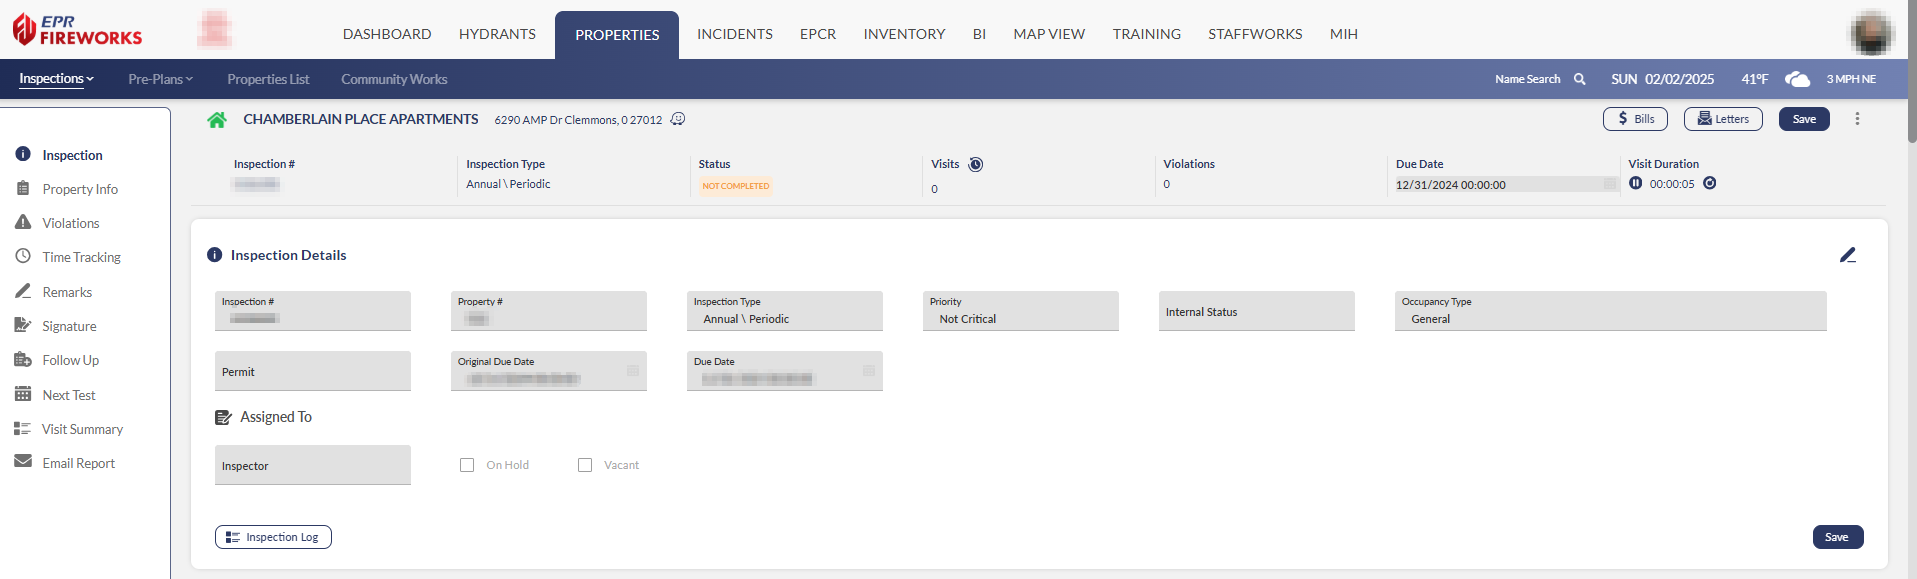 EPR
FIREWORKS
DASHBOARD HYDRANTS PROPERTIES INCIDENTS EPCR INVENTORY BI MAP VIEW TRAINING STAFFWORKS MIH
Inspections Pre-Plans Properties List Community Works Name Search SUN 02/02/2025 41°F 3 MPH NE
CHAMBERLAIN PLACE APARTMENTS 6290 AMP Dr Clemmons, 0 27012 $ Bills Letters Save
Inspection # Inspection Type Status Visits Violations Due Date Visit Duration
Annual \ Periodic NOT COMPLETED 0 0 12/31/2024 00:00:00 00:00:05
Inspection
Property Info
Violations
Time Tracking
Remarks
Signature
Follow Up
Next Test
Visit Summary
Email Report
Inspection Details
Inspection # Property # Inspection Type Priority Internal Status Occupancy Type
Annual \ Periodic Not Critical General
Permit Original Due Date Due Date
Assigned To
Inspector On Hold Vacant
Inspection Log Save